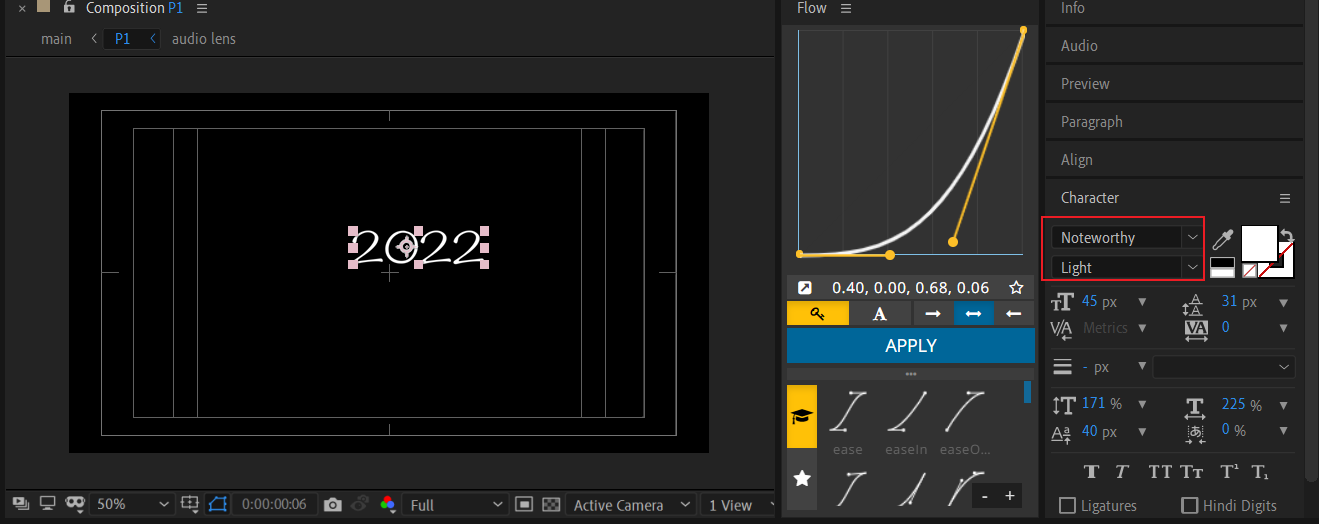 × Composition P1
main P1 audio lens
2022
50% 0:00:00:06 Full Active Camera 1 View
Flow
0.40, 0.00, 0.68, 0.06
A
APPLY
ease easeIn easeO...
- +
Info
Audio
Preview
Paragraph
Align
Character
Noteworthy
Light
45 px 31 px
Metrics 0
- px
171 % 225 %
40 px 0 %
T T TT Tт T¹ T₁
Ligatures Hindi Digits